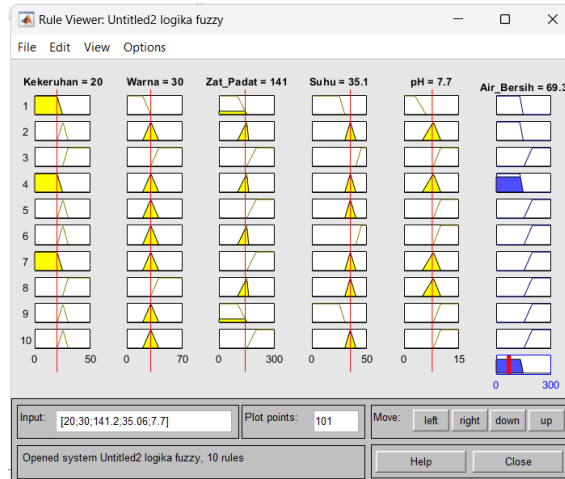 Rule Viewer: Untitled2 logika fuzzy
File Edit View Options
Kekeruhan = 20 Warna = 30 Zat_Padat = 141 Suhu = 35.1 pH = 7.7 Air_Bersih = 69.3
1
2
3
4
5
6
7
8
9
10
0 50 0 70 0 300 0 50 0 15
0 300
Input: [20;30;141.2;35.06;7.7] Plot points: 101 Move: left right down up
Opened system Untitled2 logika fuzzy, 10 rules Help Close